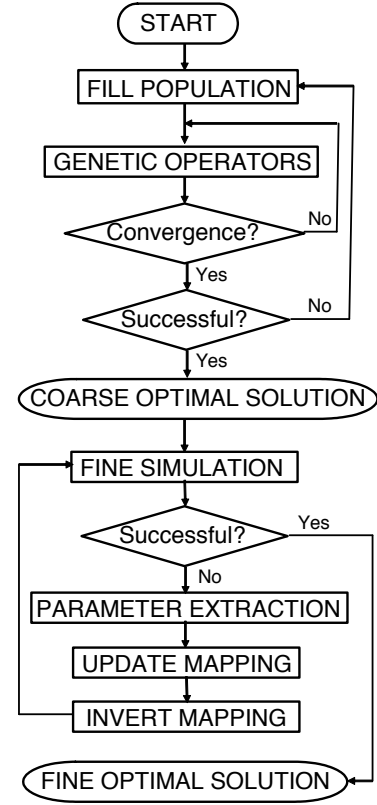 START
FILL POPULATION
GENETIC OPERATORS
Convergence?
No
Yes
Successful?
No
Yes
COARSE OPTIMAL SOLUTION
FINE SIMULATION
Successful?
Yes
No
PARAMETER EXTRACTION
UPDATE MAPPING
INVERT MAPPING
FINE OPTIMAL SOLUTION